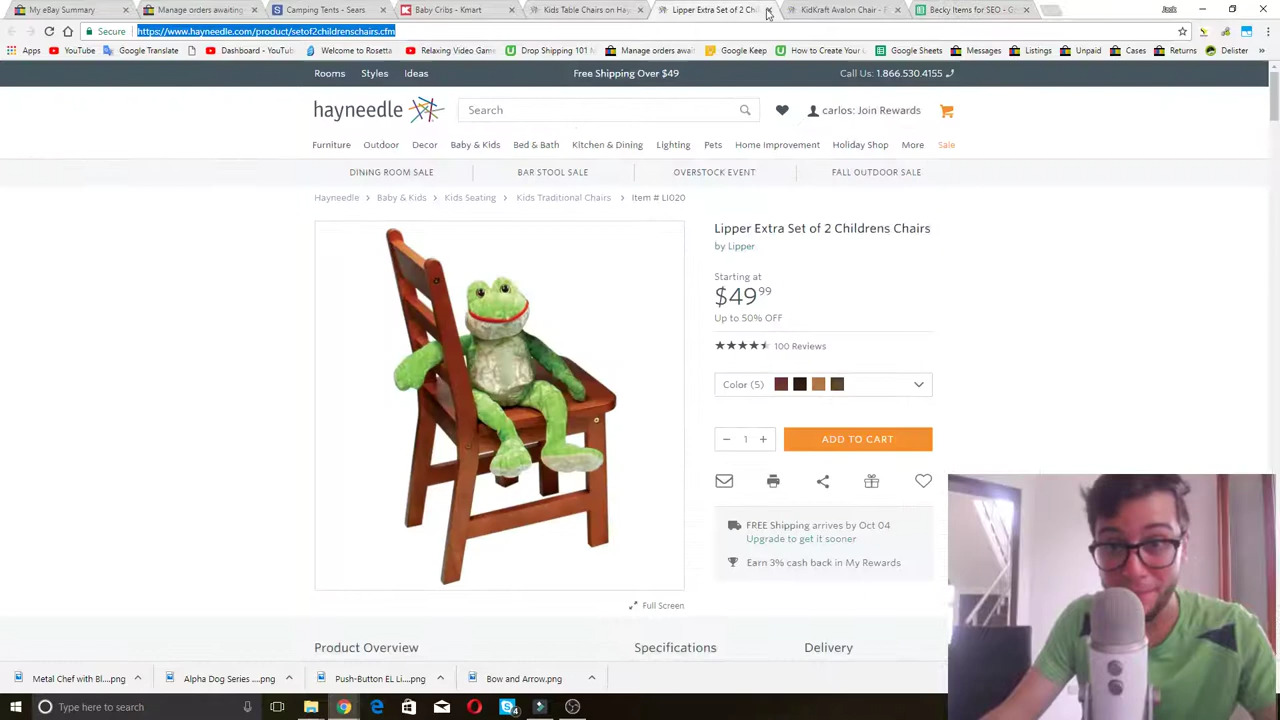 My eBay Summary
Manage orders awaiting
Camping Tents - Sears
Baby Cribs - Kmart
Kids Table Chairs on Hay
Lipper Extra Set of 2 Chil
KidKraft Avalon Chair - F
Becky Items for SEO - Go
Secure
https://www.hayneedle.com/product/setof2childrenschairs.cfm
Apps
YouTube
Dashboard - YouTube
Welcome to Rosetta
Relaxing Video Game
Drop Shipping 101 N
Manage orders awai
Google Keep
How to Create Your
Google Sheets
Messages
Listings
Unpaid
Cases
Returns
Delister
Rooms Styles Ideas
Free Shipping Over $49
Call Us: 1.866.530.4155
hayneedle
Search
carlos: Join Rewards
Furniture Outdoor Decor Baby & Kids Bed & Bath Kitchen & Dining Lighting Pets Home Improvement Holiday Shop More Sale
DINING ROOM SALE BAR STOOL SALE OVERSTOCK EVENT FALL OUTDOOR SALE
Hayneedle > Baby & Kids > Kids Seating > Kids Traditional Chairs > Item # LI020
Lipper Extra Set of 2 Childrens Chairs
by Lipper
Starting at
$49.99
Up to 50% OFF
100 Reviews
Color (5)
1
ADD TO CART
FREE Shipping arrives by Oct 04
Upgrade to get it sooner
Earn 3% cash back in My Rewards
Full Screen
Product Overview Specifications Delivery
Metal Chef with Bl....png
Alpha Dog Series ....png
Push-Button EL Li....png
Bow and Arrow.png
Type here to search
4